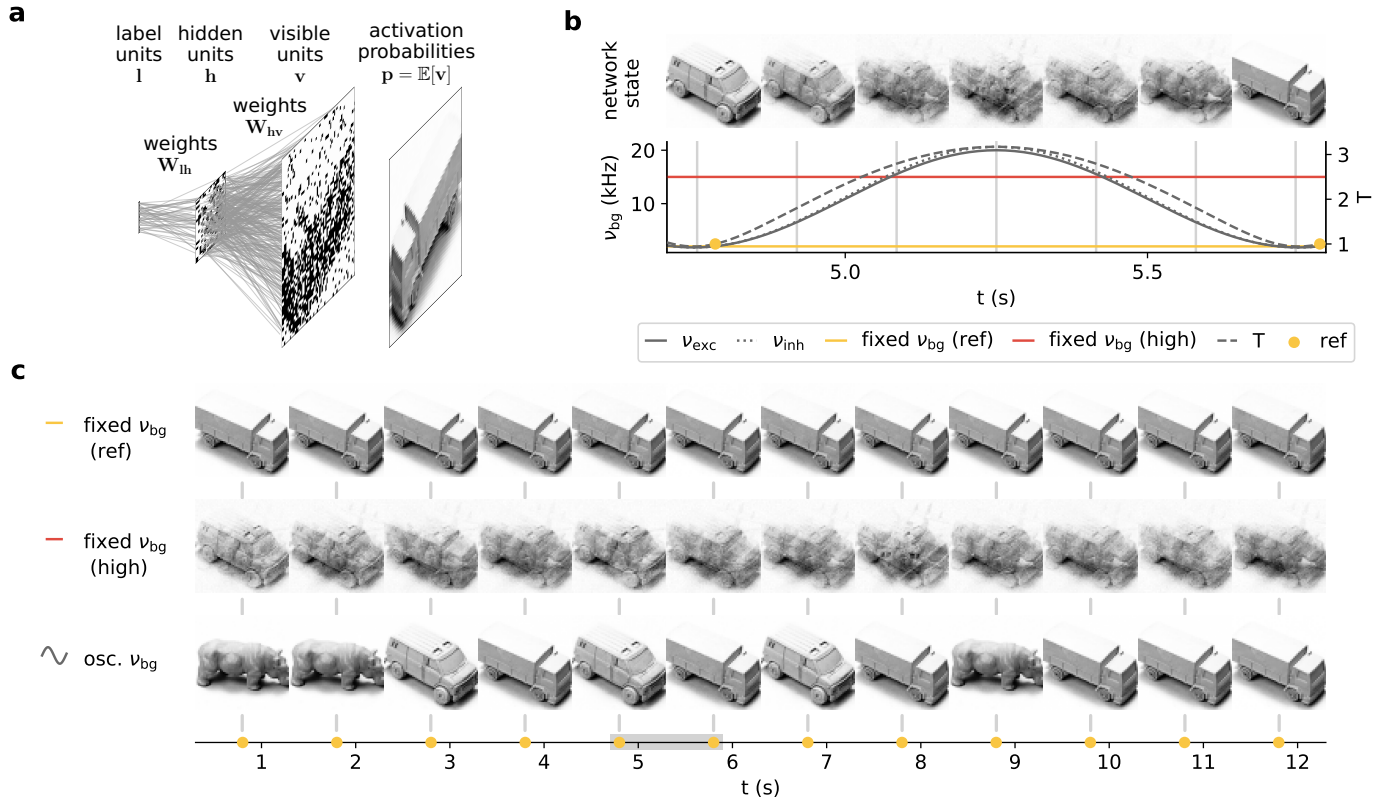 a
label units l
hidden units h
visible units v
activation probabilities p = 𝔼[v]
weights W_hv
weights W_lh
b
network state
20
10
ν_bg (kHz)
3
2
1
T
5.0
5.5
t (s)
ν_exc
ν_inh
fixed ν_bg (ref)
fixed ν_bg (high)
T
ref
c
fixed ν_bg
(ref)
fixed ν_bg
(high)
osc. ν_bg
1 2 3 4 5 6 7 8 9 10 11 12
t (s)